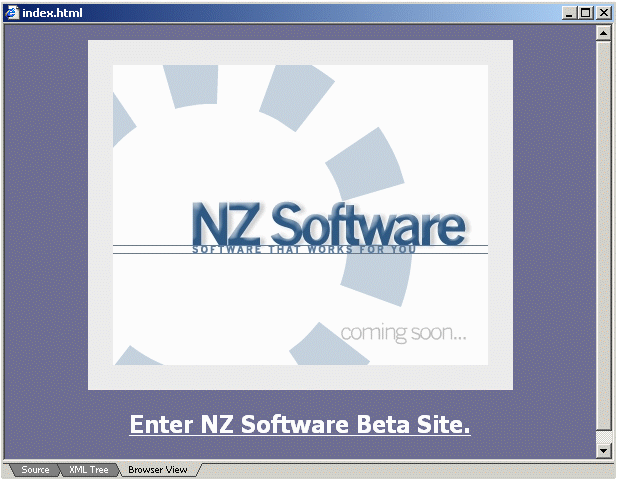 index.html
NZ Software
SOFTWARE THAT WORKS FOR YOU
coming soon...
Enter NZ Software Beta Site.
Source XML Tree Browser View